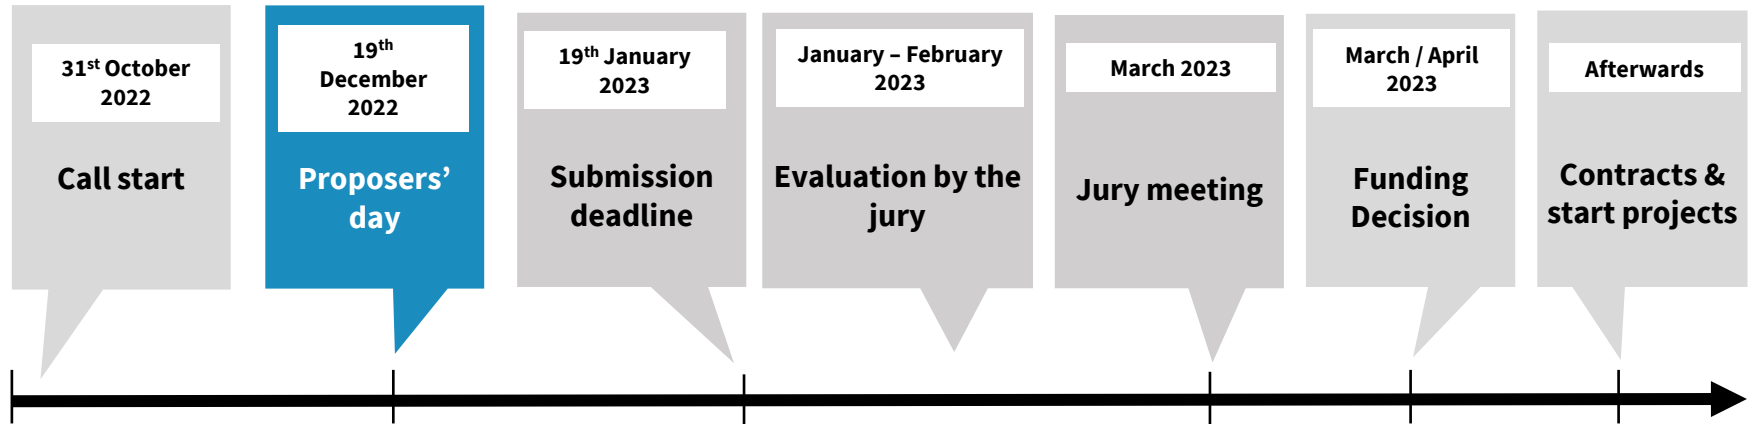 31st October
2022
Call start
19th
December
2022
Proposers’
day
19th January
2023
Submission
deadline
January – February
2023
Evaluation by the
jury
March 2023
Jury meeting
March / April
2023
Funding
Decision
Afterwards
Contracts &
start projects